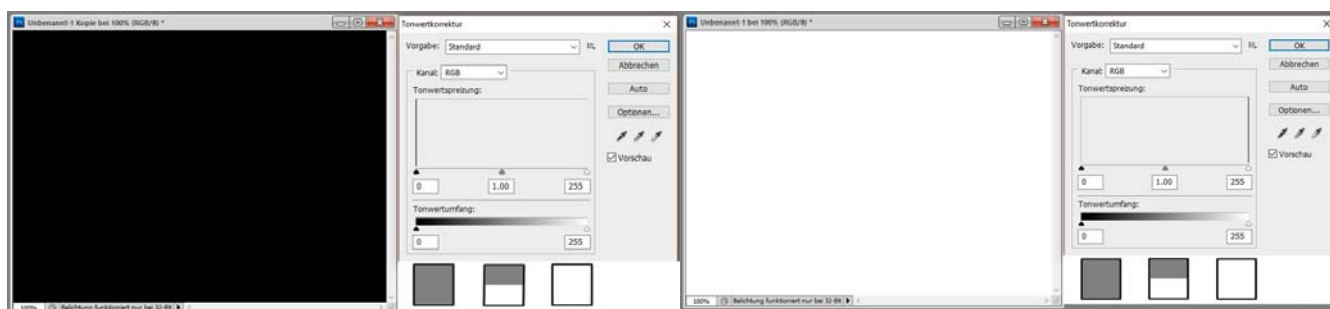 Unbenannt-1 Kopie bei 100% (RGB/8) *
Tonwertkorrektur
Vorgabe: Standard
OK
Abbrechen
Kanal: RGB
Auto
Tonwertspreizung:
Optionen...
Vorschau
0 1.00 255
Tonwertumfang:
0 255
100% Belichtung funktioniert nur bei 32-Bit
Unbenannt-1 bei 100% (RGB/8) *
Tonwertkorrektur
Vorgabe: Standard
OK
Abbrechen
Kanal: RGB
Auto
Tonwertspreizung:
Optionen...
Vorschau
0 1.00 255
Tonwertumfang:
0 255
100% Belichtung funktioniert nur bei 32-Bit